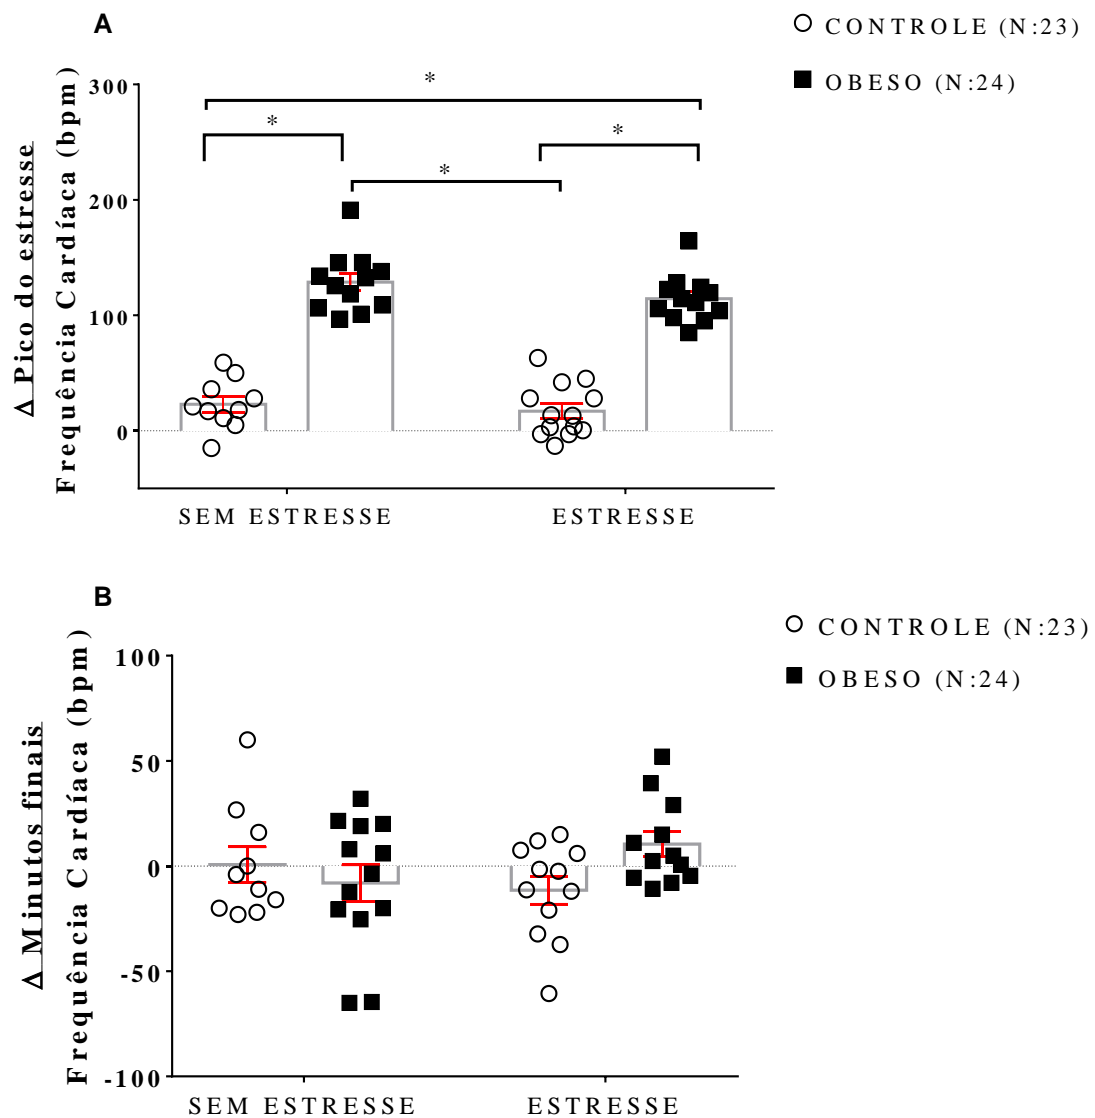 A
CONTROLE (N:23)
OBESO (N:24)
Δ Pico do estresse
Frequência Cardíaca (bpm)
300
200
100
0
*
*
*
*
SEM ESTRESSE
ESTRESSE
B
CONTROLE (N:23)
OBESO (N:24)
Δ Minutos finais
Frequência Cardíaca (bpm)
100
50
0
-50
-100
SEM ESTRESSE
ESTRESSE